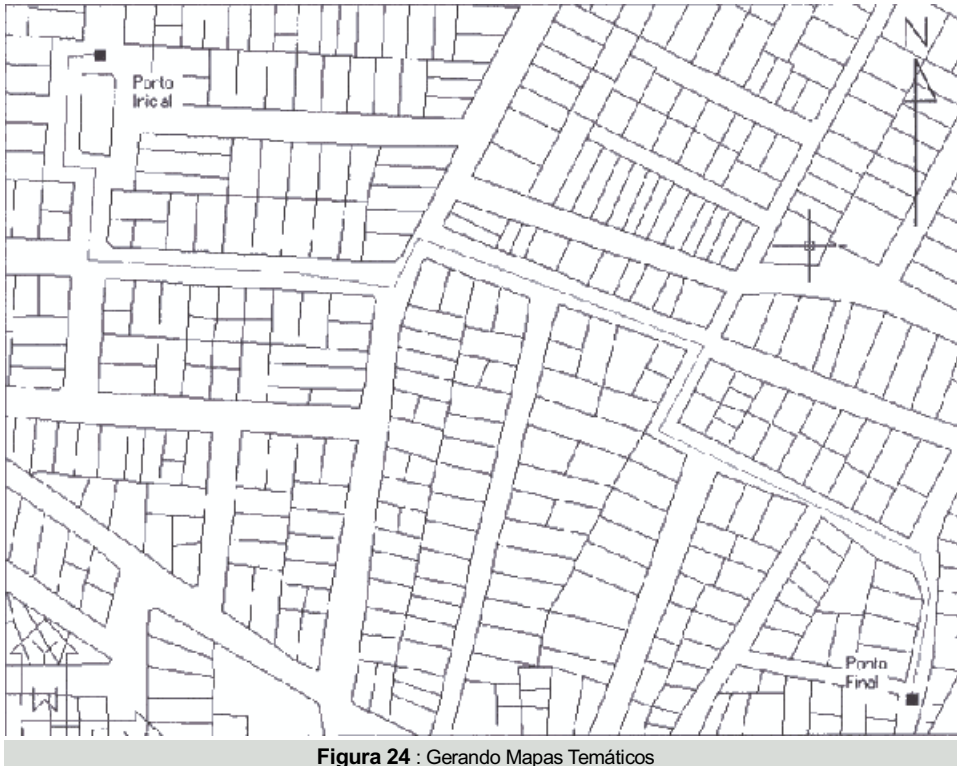 N
Ponto
Inicial
Ponto
Final
W
Figura 24 : Gerando Mapas Temáticos